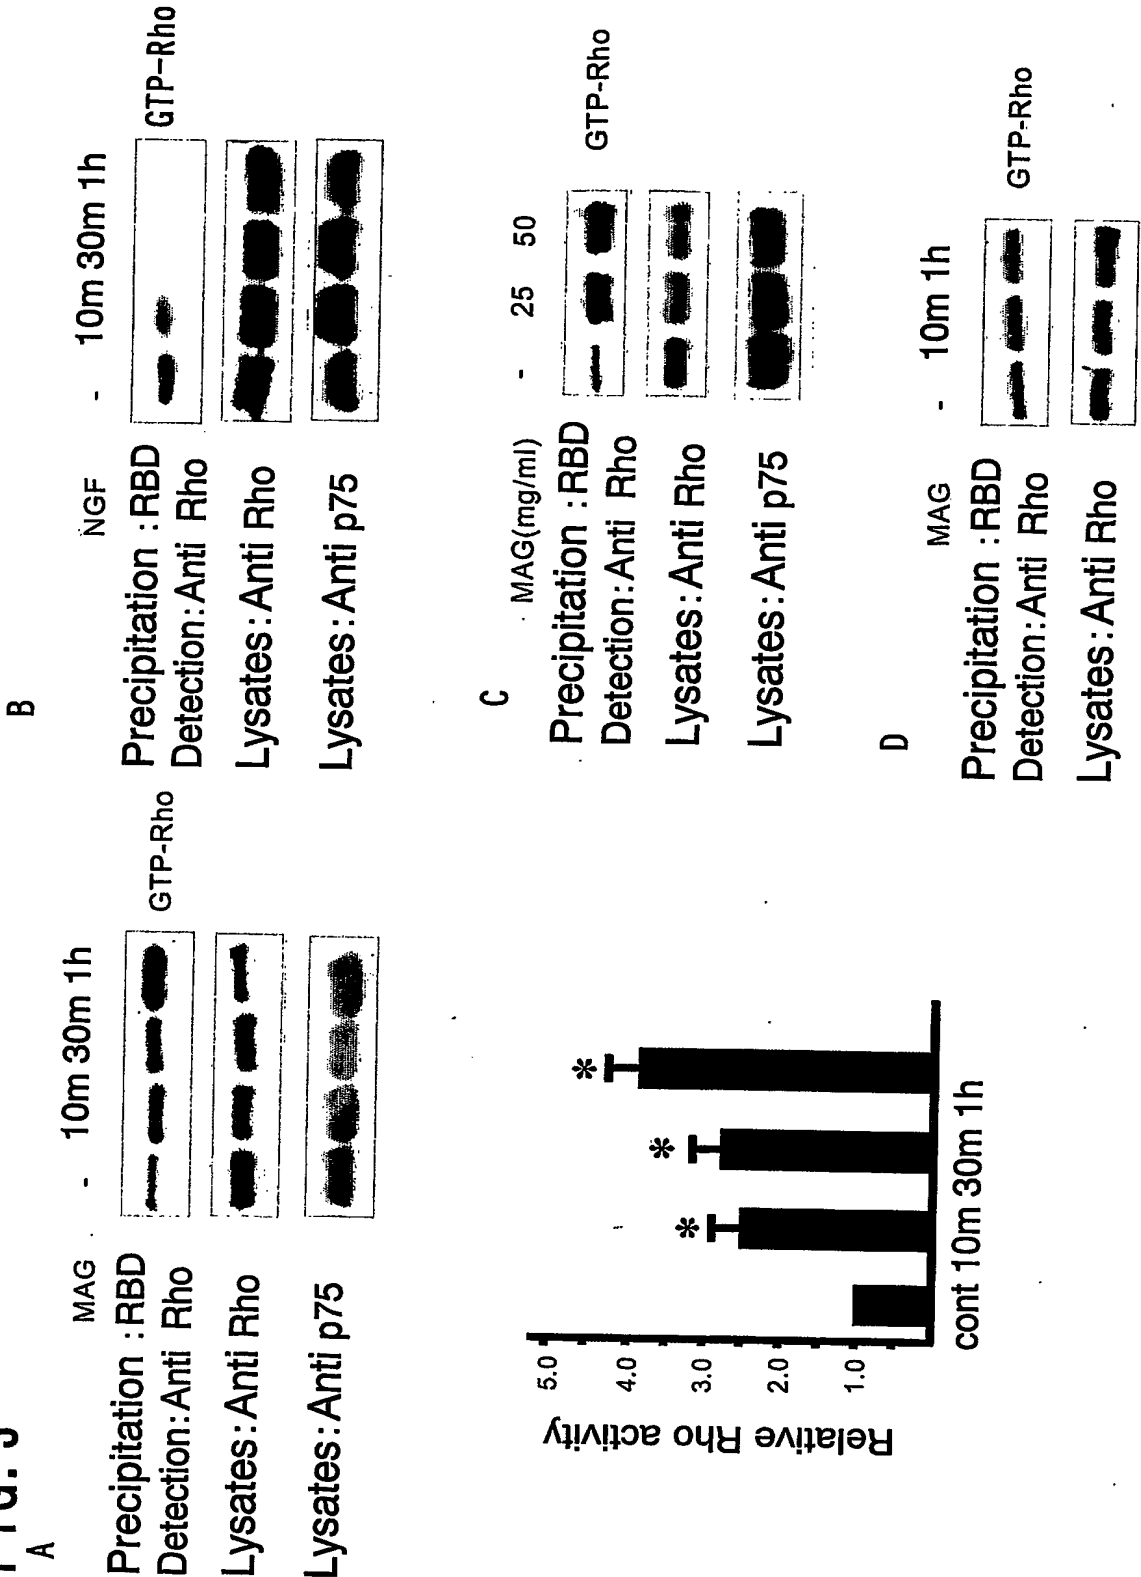 A
MAG - 10m 30m 1h
Precipitation :RBD
Detection:Anti Rho
GTP-Rho
Lysates:Anti Rho
Lysates:Anti p75
Relative Rho activity
5.0
4.0
3.0
2.0
1.0
* * *
cont 10m 30m 1h
B
NGF - 10m 30m 1h
Precipitation :RBD
Detection:Anti Rho
GTP-Rho
Lysates:Anti Rho
Lysates:Anti p75
C
MAG(mg/ml) - 25 50
Precipitation :RBD
Detection:Anti Rho
GTP-Rho
Lysates:Anti Rho
Lysates:Anti p75
D
MAG - 10m 1h
Precipitation :RBD
Detection:Anti Rho
GTP-Rho
Lysates:Anti Rho